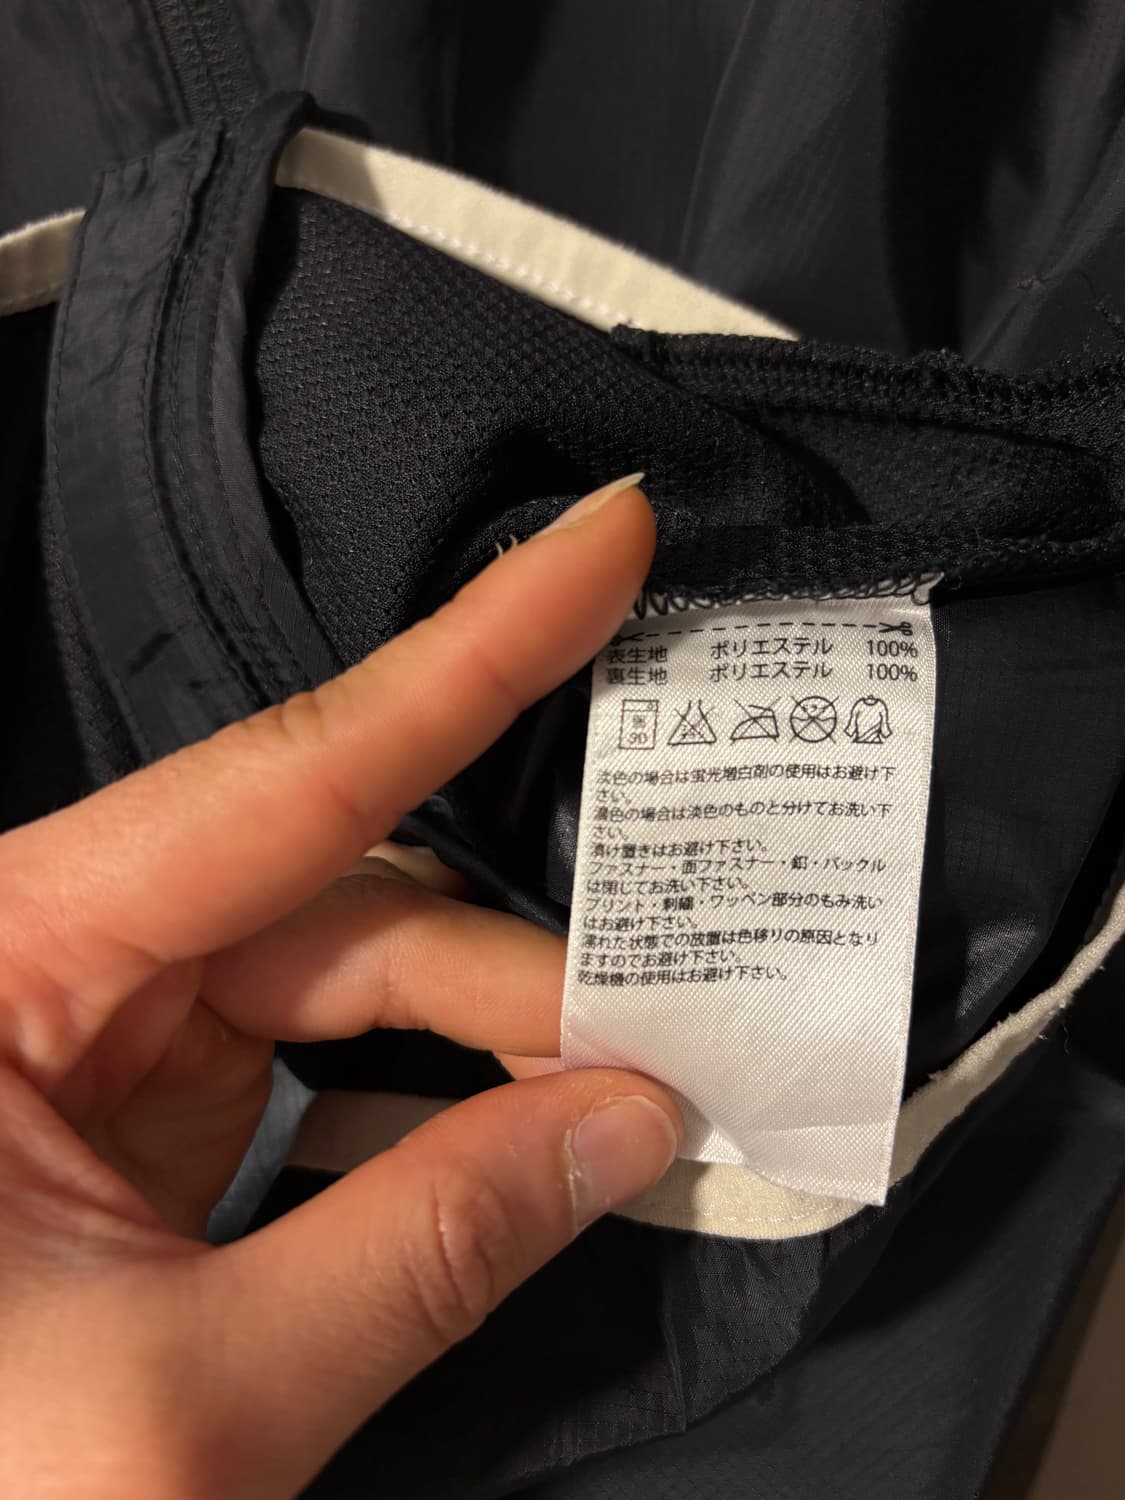 表生地 ポリエステル 100%
裏生地 ポリエステル 100%
弱
30
淡色の場合は蛍光増白剤の使用はお避け下
さい。
濃色の場合は淡色のものと分けてお洗い下
さい。
漬け置きはお避け下さい。
ファスナー・面ファスナー・釦・バックル
は閉じてお洗い下さい。
プリント・刺繍・ワッペン部分のもみ洗い
はお避け下さい。
濡れた状態での放置は色移りの原因となり
ますのでお避け下さい。
乾燥機の使用はお避け下さい。